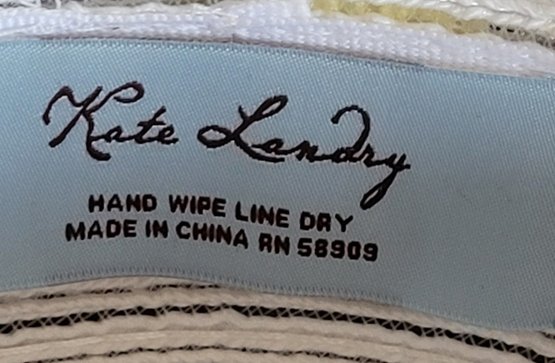 Kate Landry
HAND WIPE LINE DRY
MADE IN CHINA RN 58909